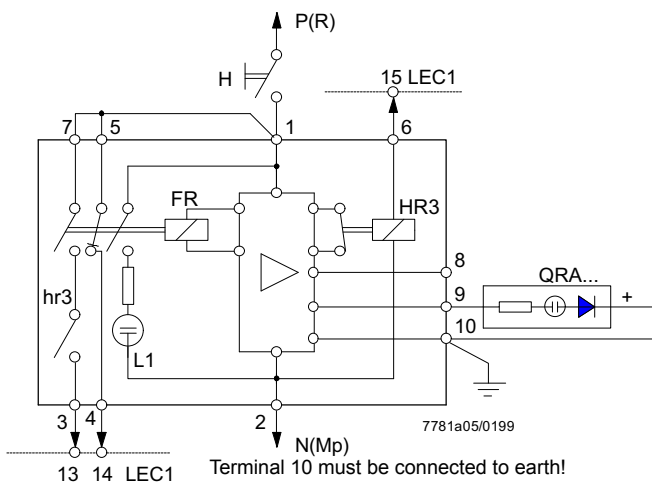 P(R)
H
15 LEC1
7
5
1
6
FR
HR3
8
QRA...
9
+
hr3
10
L1
3
4
2
7781a05/0199
N(Mp)
13
14
LEC1
Terminal 10 must be connected to earth!